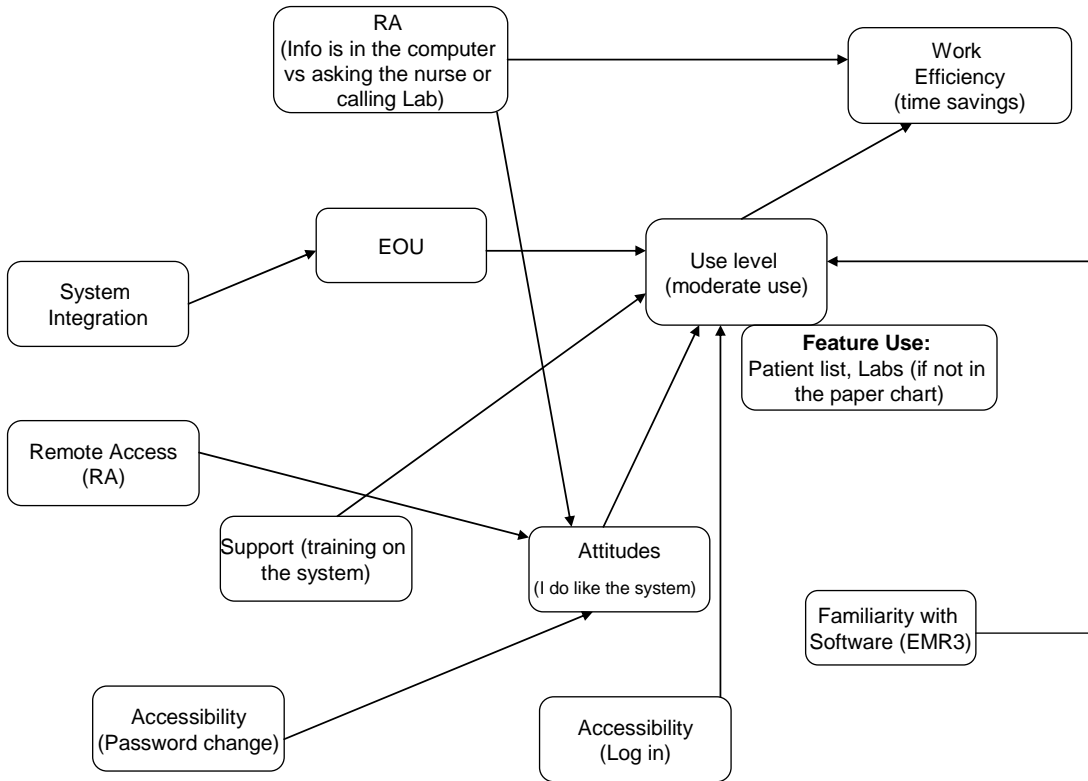 RA
(Info is in the computer
vs asking the nurse or
calling Lab)
Work
Efficiency
(time savings)
EOU
Use level
(moderate use)
System
Integration
Feature Use:
Patient list, Labs (if not in
the paper chart)
Remote Access
(RA)
Support (training on
the system)
Attitudes
(I do like the system)
Familiarity with
Software (EMR3)
Accessibility
(Password change)
Accessibility
(Log in)